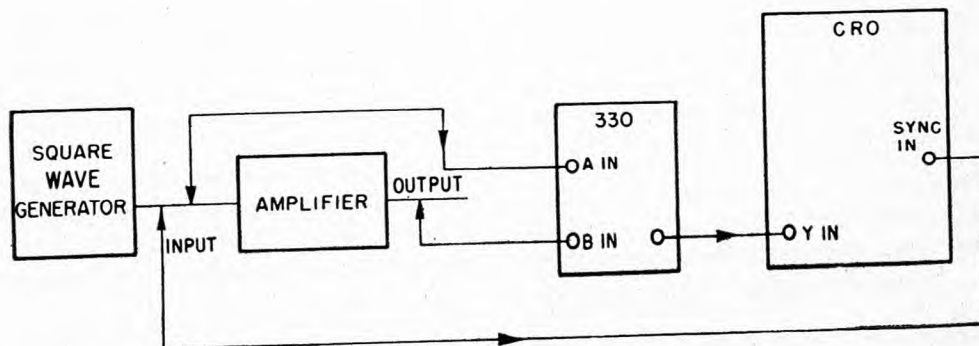 CRO
330
SYNC
IN
SQUARE
WAVE
GENERATOR
A IN
OUTPUT
AMPLIFIER
INPUT
B IN
Y IN